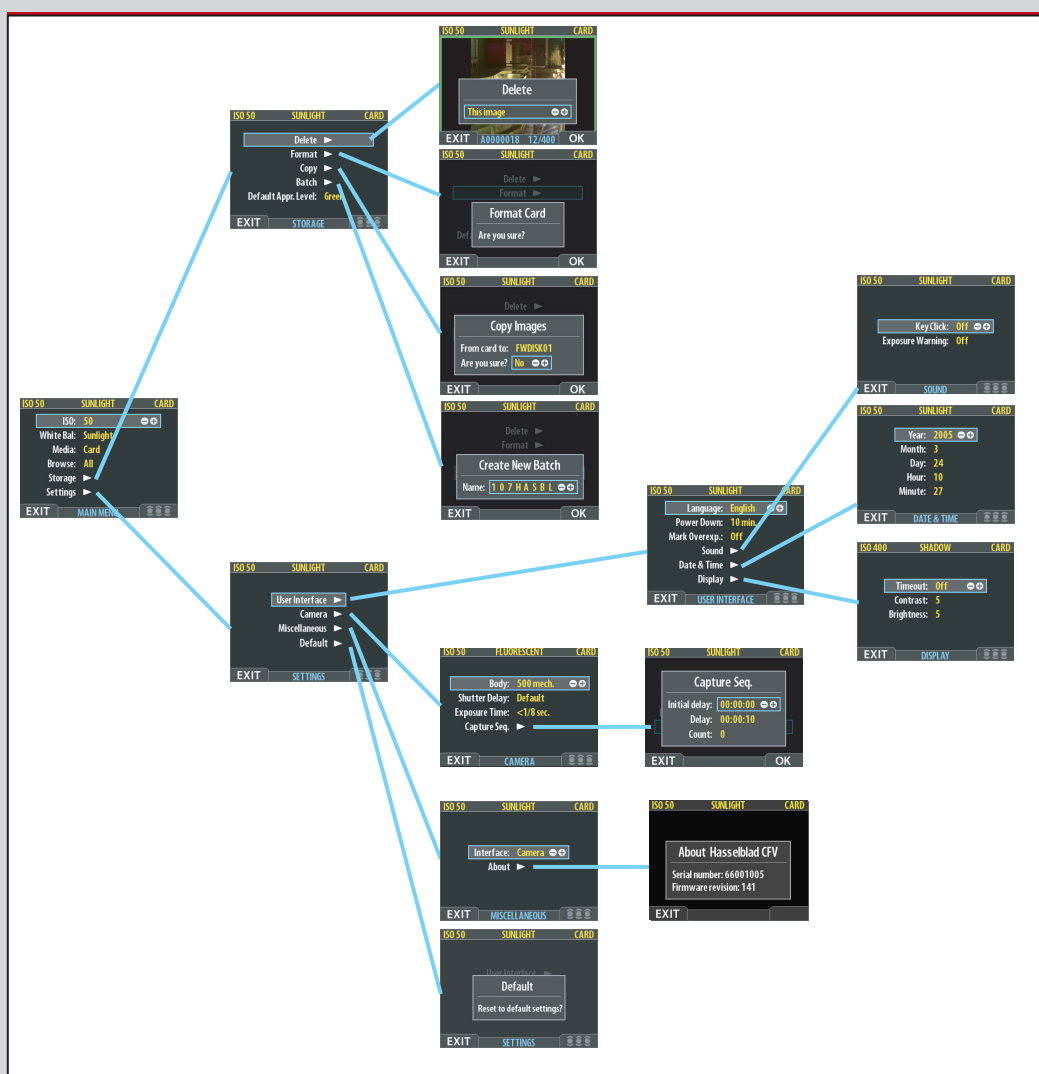 ISO 50 SUNLIGHT CARD
Delete
This image
EXIT A0000018 12/400 OK
ISO 50 SUNLIGHT CARD
Delete
Format
Copy
Batch
Default Appr. Level: Green
EXIT STORAGE
ISO 50 SUNLIGHT CARD
Delete
Format
Format Card
Defa
Are you sure?
EXIT OK
ISO 50 SUNLIGHT CARD
Delete
Copy Images
From card to: FWDISK01
Are you sure? No
EXIT OK
ISO 50 SUNLIGHT CARD
Delete
Format
Create New Batch
Name: 1 0 7 H A S B L
EXIT OK
ISO 50 SUNLIGHT CARD
ISO: 50
White Bal: Sunlight
Media: Card
Browse: All
Storage
Settings
EXIT MAIN MENU
ISO 50 SUNLIGHT CARD
User Interface
Camera
Miscellaneous
Default
EXIT SETTINGS
ISO 50 SUNLIGHT CARD
Language: English
Power Down: 10 min.
Mark Overexp.: Off
Sound
Date & Time
Display
EXIT USER INTERFACE
ISO 50 SUNLIGHT CARD
Key Click: Off
Exposure Warning: Off
EXIT SOUND
ISO 50 SUNLIGHT CARD
Year: 2005
Month: 3
Day: 24
Hour: 10
Minute: 27
EXIT DATE & TIME
ISO 400 SHADOW CARD
Timeout: Off
Contrast: 5
Brightness: 5
EXIT DISPLAY
ISO 50 FLUORESCENT CARD
Body: 500 mech.
Shutter Delay: Default
Exposure Time: <1/8 sec.
Capture Seq.
EXIT CAMERA
ISO 50 SUNLIGHT CARD
Capture Seq.
Initial delay: 00:00:00
Delay: 00:00:10
Count: 0
EXIT OK
ISO 50 SUNLIGHT CARD
Interface: Camera
About
EXIT MISCELLANEOUS
ISO 50 SUNLIGHT CARD
About Hasselblad CFV
Serial number: 66001005
Firmware revision: 141
EXIT
ISO 50 SUNLIGHT CARD
User Interface
Default
Reset to default settings?
EXIT SETTINGS